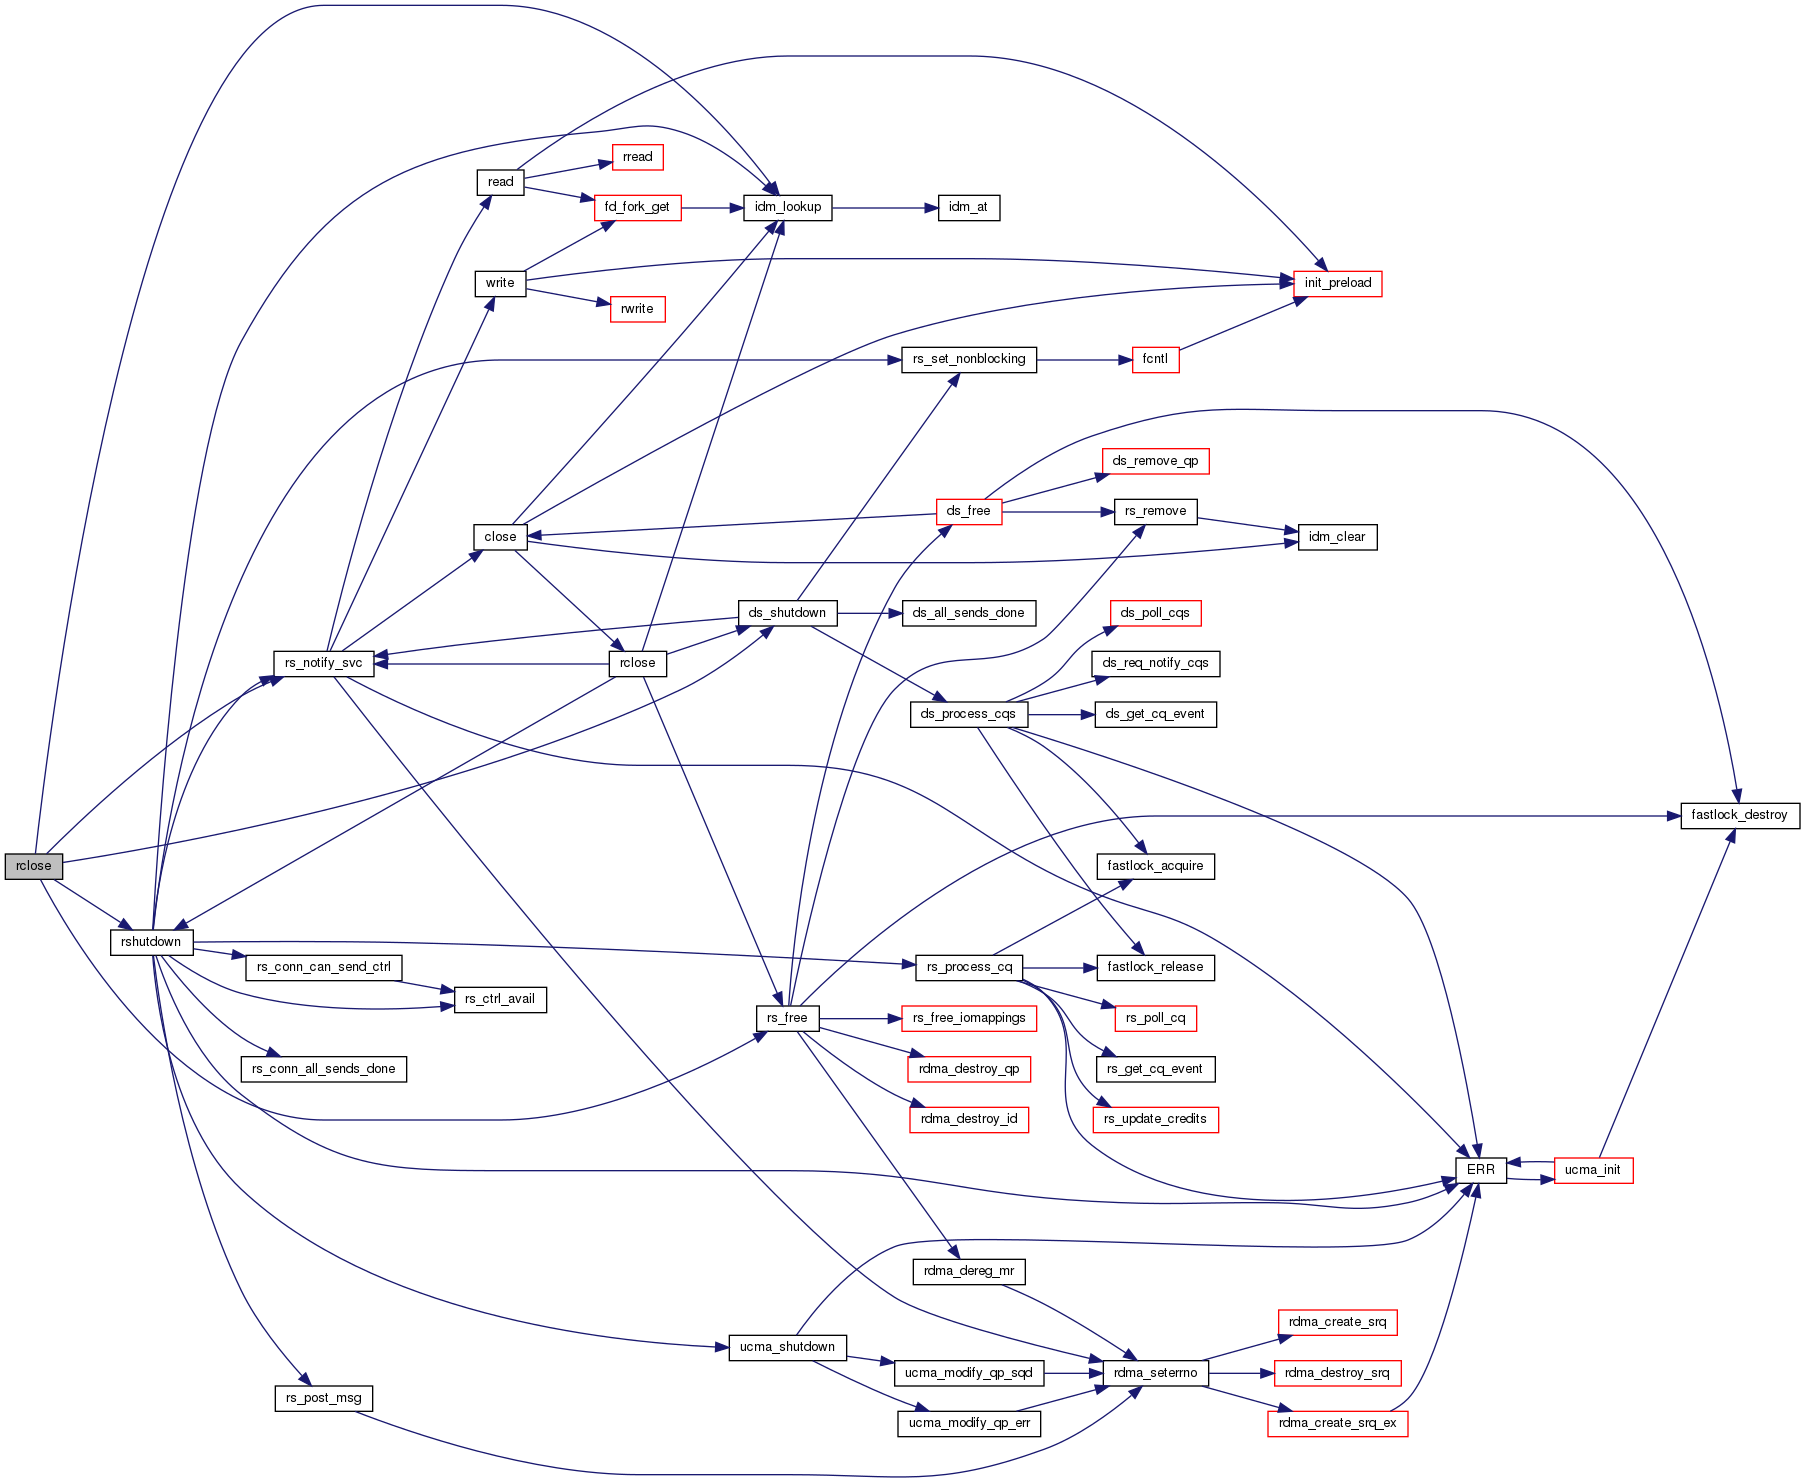 rread
read
fd_fork_get
idm_lookup
idm_at
write
init_preload
rwrite
rs_set_nonblocking
fcntl
ds_remove_qp
ds_free
rs_remove
close
idm_clear
ds_shutdown
ds_all_sends_done
ds_poll_cqs
rs_notify_svc
rclose
ds_req_notify_cqs
ds_process_cqs
ds_get_cq_event
fastlock_destroy
rclose
fastlock_acquire
rshutdown
rs_conn_can_send_ctrl
rs_process_cq
fastlock_release
rs_ctrl_avail
rs_free
rs_free_iomappings
rs_poll_cq
rs_conn_all_sends_done
rdma_destroy_qp
rs_get_cq_event
rdma_destroy_id
rs_update_credits
ERR
ucma_init
rdma_dereg_mr
rdma_create_srq
ucma_shutdown
ucma_modify_qp_sqd
rdma_seterrno
rdma_destroy_srq
rs_post_msg
ucma_modify_qp_err
rdma_create_srq_ex